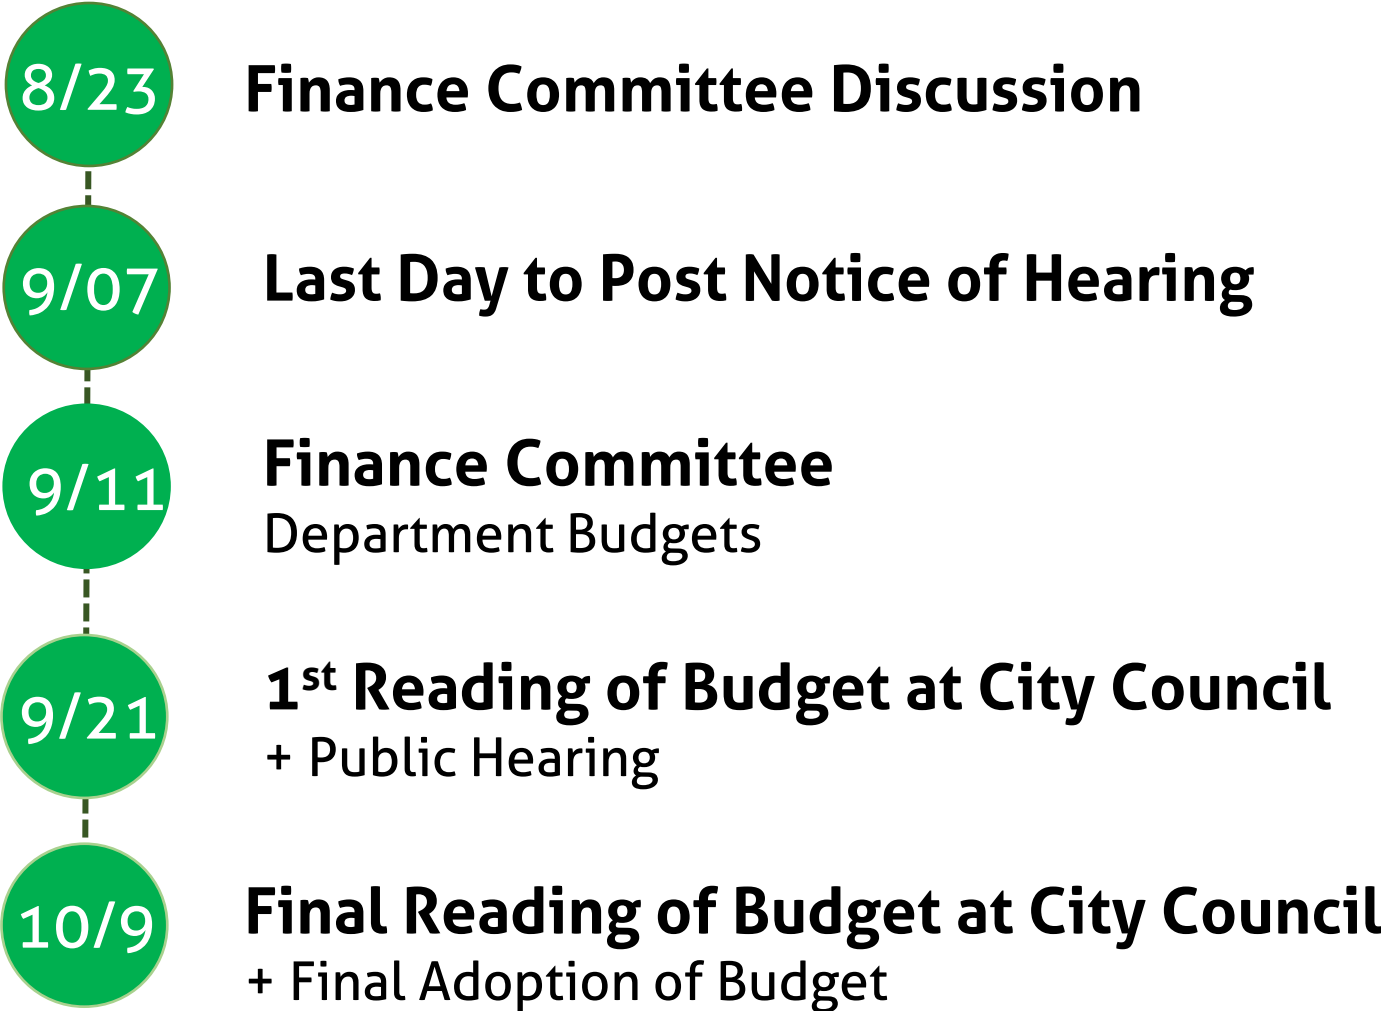 8/23
Finance Committee Discussion
9/07
Last Day to Post Notice of Hearing
9/11
Finance Committee
Department Budgets
9/21
1st Reading of Budget at City Council
+ Public Hearing
10/9
Final Reading of Budget at City Council
+ Final Adoption of Budget